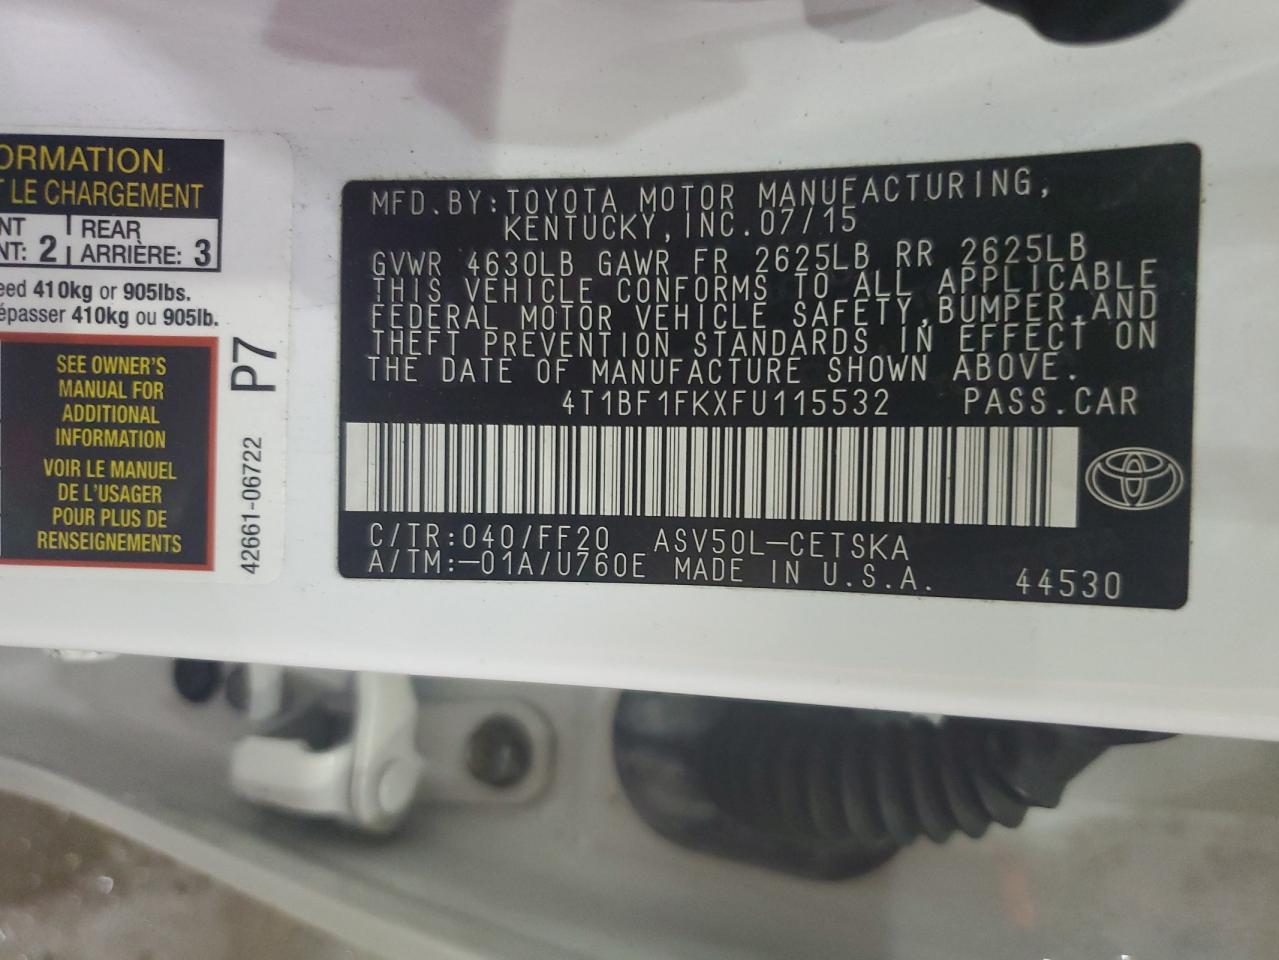 ORMATION
LE CHARGEMENT
NT
NT: 2
REAR
ARRIÈRE: 3
eed 410kg or 905lbs.
épasser 410kg ou 905lb.
SEE OWNER'S
MANUAL FOR
ADDITIONAL
INFORMATION
VOIR LE MANUEL
DE L'USAGER
POUR PLUS DE
RENSEIGNEMENTS
P7
42661-06722
MFD.BY:TOYOTA MOTOR MANUFACTURING,
KENTUCKY,INC.07/15
GVWR 4630LB GAWR FR 2625LB RR 2625LB
THIS VEHICLE CONFORMS TO ALL APPLICABLE
FEDERAL MOTOR VEHICLE SAFETY,BUMPER,AND
THEFT PREVENTION STANDARDS IN EFFECT ON
THE DATE OF MANUFACTURE SHOWN ABOVE.
4T1BF1FKXFU115532 PASS.CAR
C/TR:040/FF20 ASV50L-CETSKA
A/TM:-01A/U760E MADE IN U.S.A. 44530